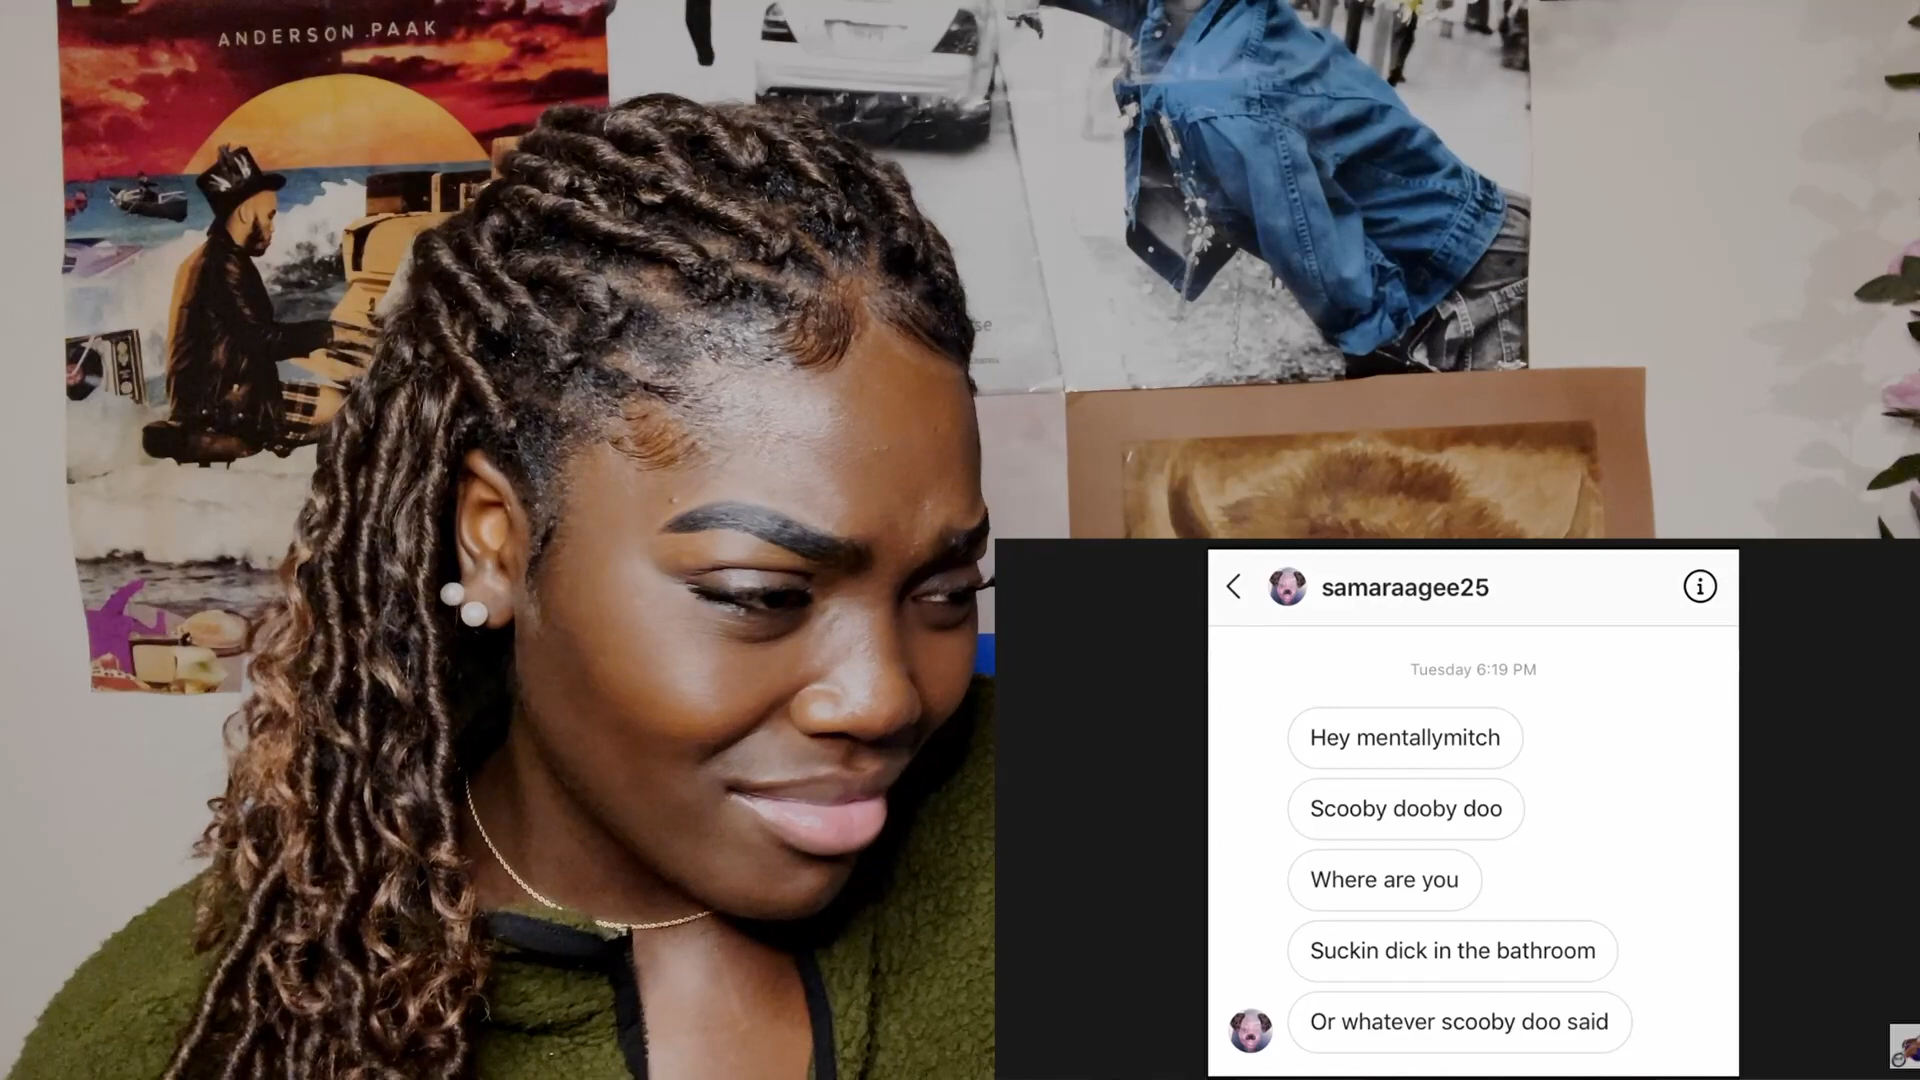 ANDERSON .PAAK
se
samaraagee25
Tuesday 6:19 PM
Hey mentallymitch
Scooby dooby doo
Where are you
Suckin dick in the bathroom
Or whatever scooby doo said